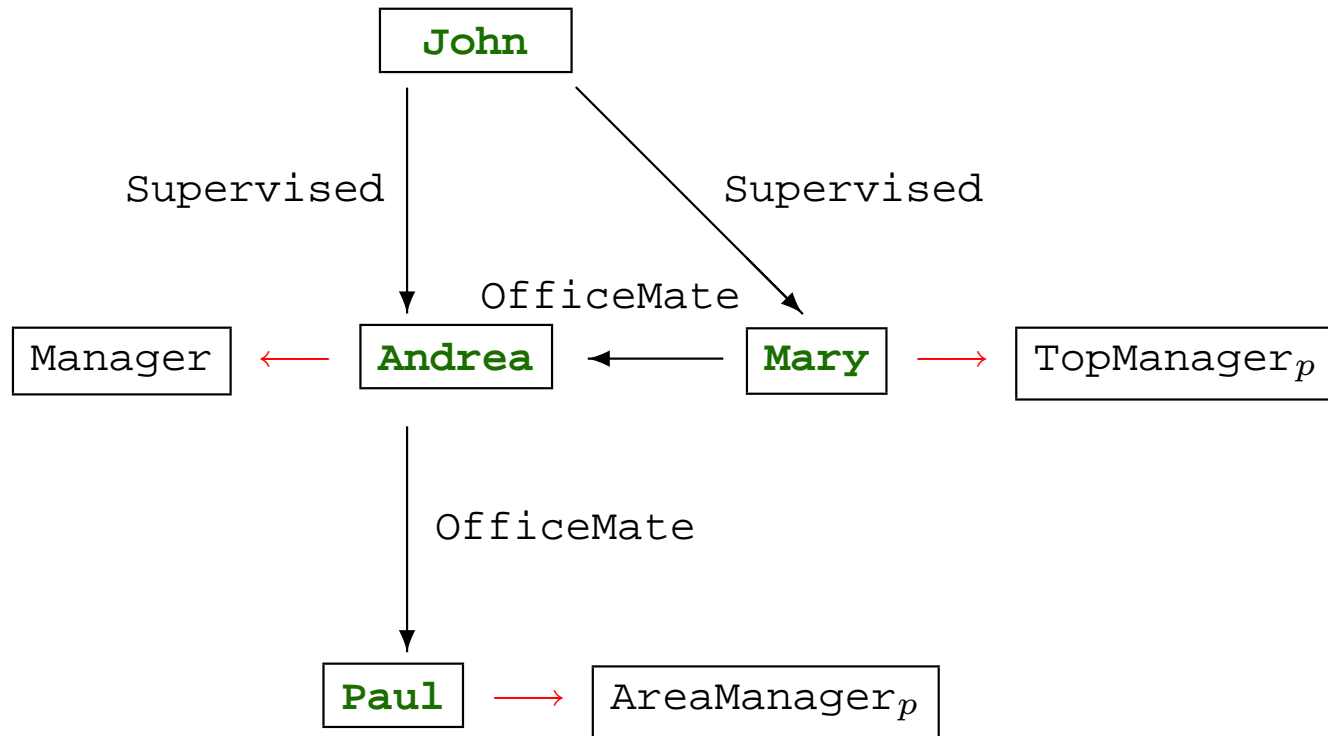 John
Supervised Supervised
OfficeMate
Manager Andrea Mary TopManager_p
OfficeMate
Paul AreaManager_p